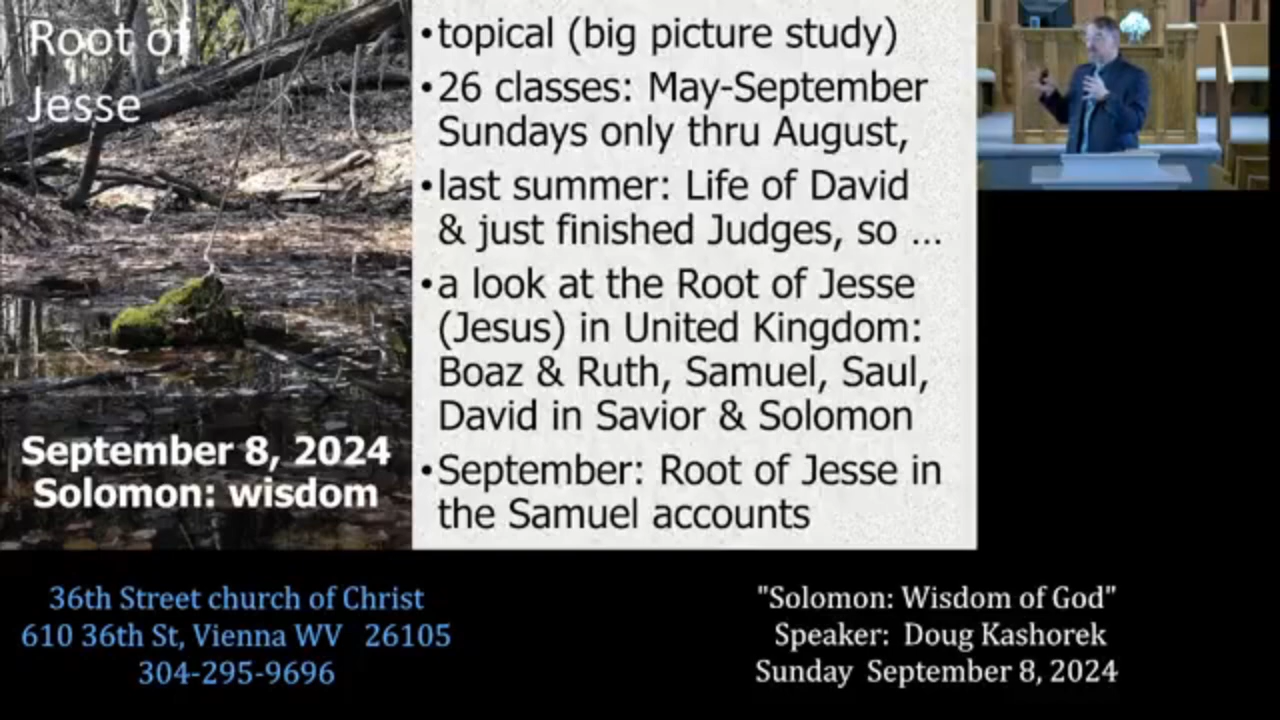 Root of
Jesse
September 8, 2024
Solomon: wisdom
•topical (big picture study)
•26 classes: May-September
Sundays only thru August,
•last summer: Life of David
& just finished Judges, so ...
•a look at the Root of Jesse
(Jesus) in United Kingdom:
Boaz & Ruth, Samuel, Saul,
David in Savior & Solomon
•September: Root of Jesse in
the Samuel accounts
36th Street church of Christ
610 36th St, Vienna WV 26105
304-295-9696
"Solomon: Wisdom of God"
Speaker: Doug Kashorek
Sunday September 8, 2024